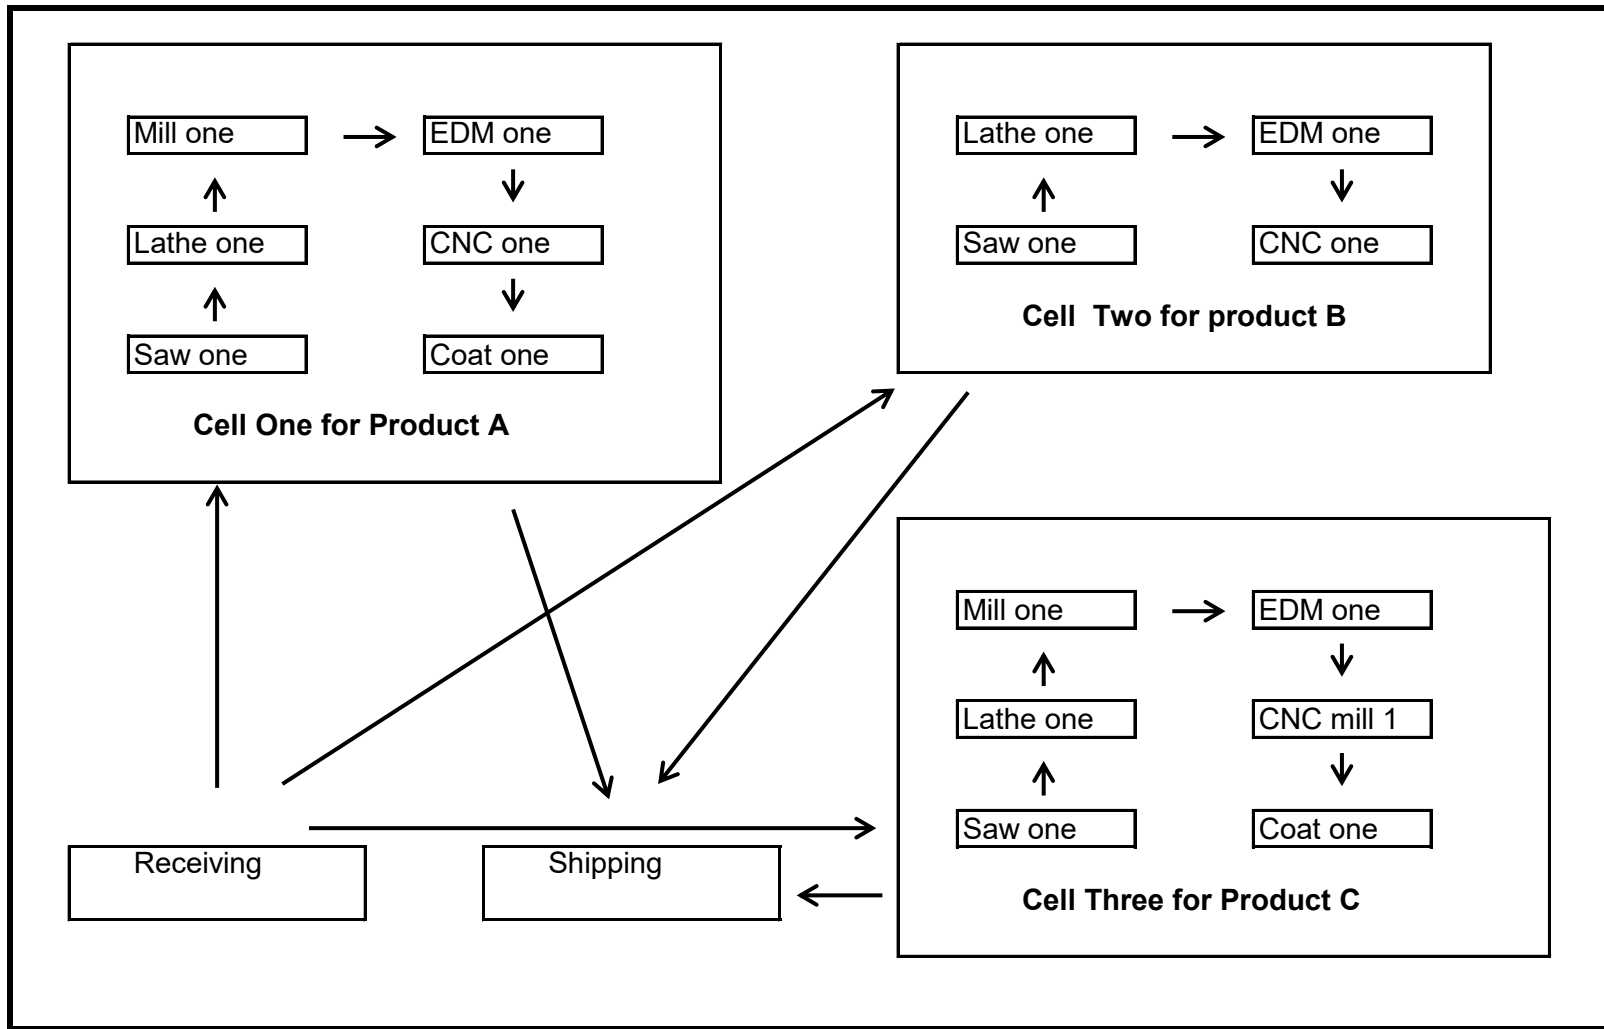 Mill one
EDM one
Lathe one
CNC one
Saw one
Coat one
Cell One for Product A
Lathe one
EDM one
Saw one
CNC one
Cell  Two for product B
Mill one
EDM one
Lathe one
CNC mill 1
Saw one
Coat one
Cell Three for Product C
Receiving
Shipping